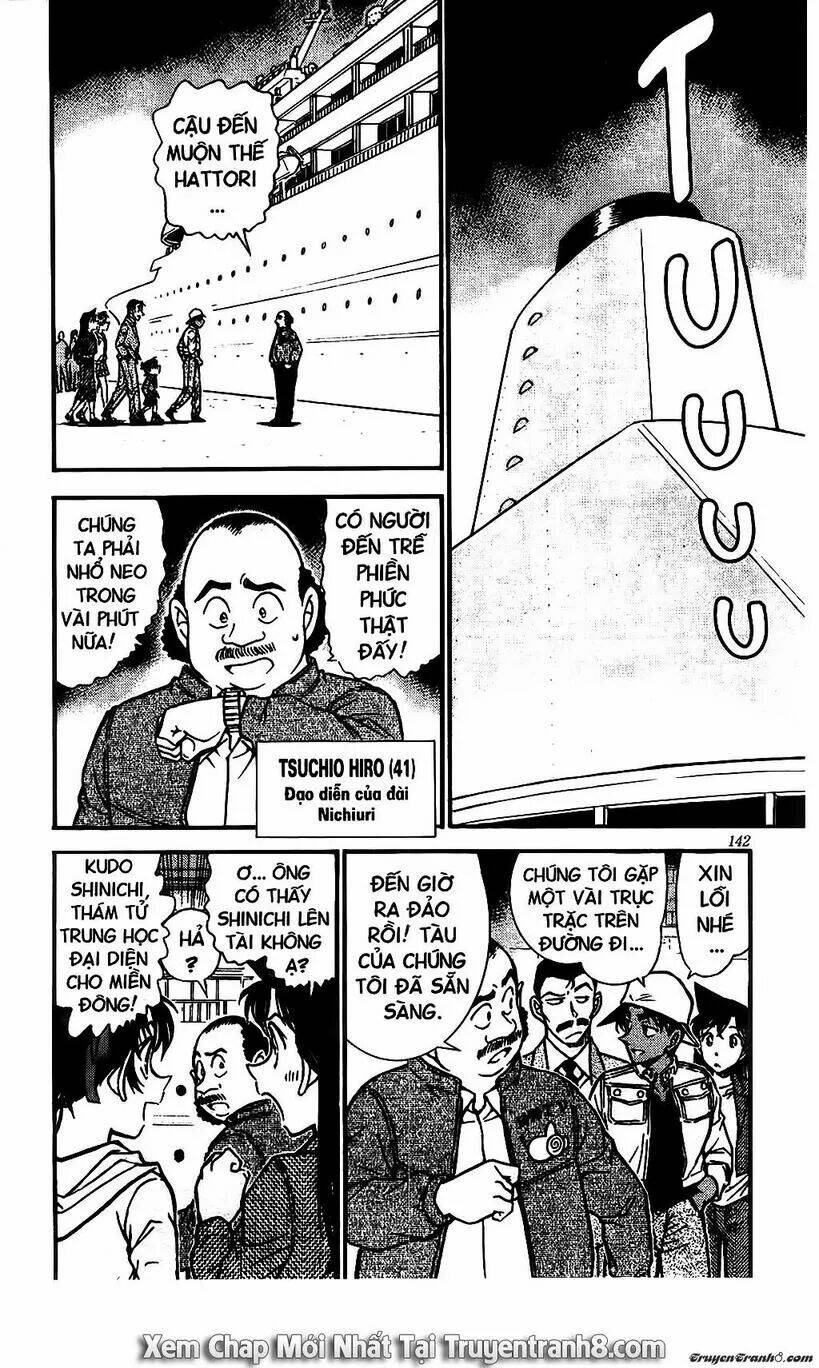 TUUUU
CẬU ĐẾN
MUỘN THẾ
HATTORI
...
CÓ NGƯỜI
ĐẾN TRỄ
PHIỀN
PHỨC
THẬT
ĐẤY!
CHÚNG
TA PHẢI
NHỔ NEO
TRONG
VÀI PHÚT
NỮA!
TSUCHIO HIRO (41)
Đạo diễn của đài
Nichiuri
142
XIN
LỖI
NHÉ
...
CHÚNG TÔI GẶP
MỘT VÀI TRỤC
TRẶC TRÊN
ĐƯỜNG ĐI...
ĐẾN GIỜ
RA ĐẢO
RỒI! TẦU
CỦA CHÚNG
TÔI ĐÃ SẴN
SÀNG.
Ơ... ÔNG
CÓ THẤY
SHINICHI LÊN
TÀI KHÔNG
Ạ?
HẢ
?
KUDO
SHINICHI,
THÁM TỬ
TRUNG HỌC
ĐẠI DIỆN
CHO MIỀN
ĐÔNG!
Xem Chap Mới Nhất Tại Truyentranh8.com
TruyenTranh8.com